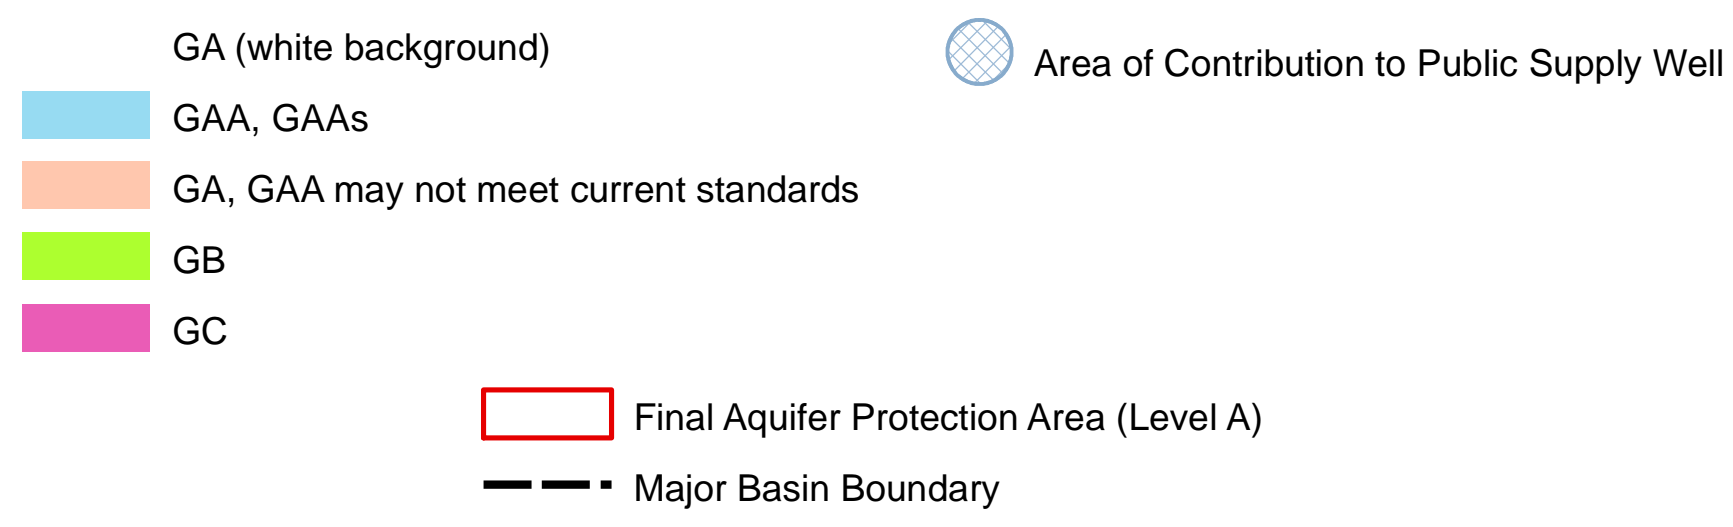 GA (white background)
Area of Contribution to Public Supply Well
GAA, GAAs
GA, GAA may not meet current standards
GB
GC
Final Aquifer Protection Area (Level A)
Major Basin Boundary